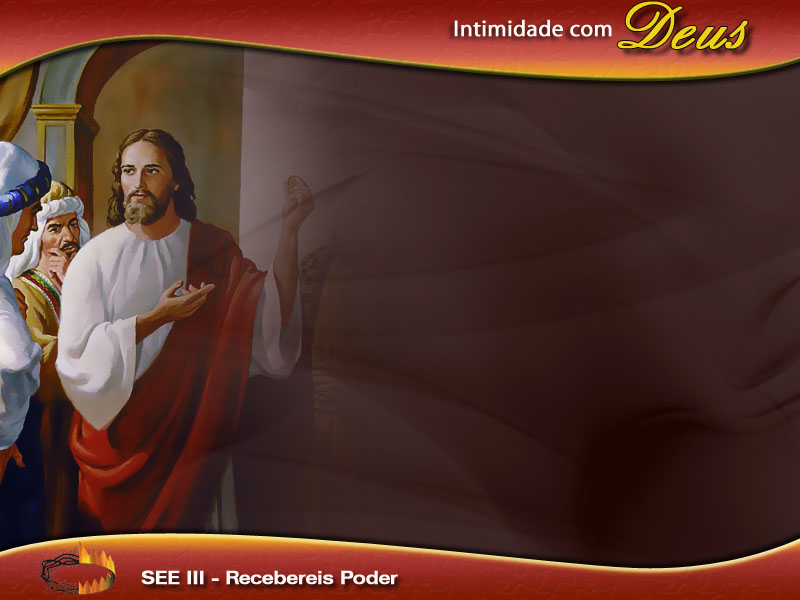 Intimidade com Deus
SEE III - Recebereis Poder